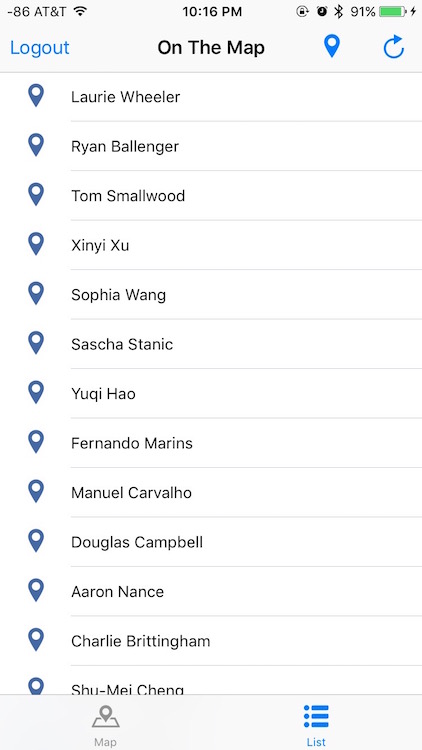 -86 AT&T 10:16 PM 91%
Logout On The Map
Laurie Wheeler
Ryan Ballenger
Tom Smallwood
Xinyi Xu
Sophia Wang
Sascha Stanic
Yuqi Hao
Fernando Marins
Manuel Carvalho
Douglas Campbell
Aaron Nance
Charlie Brittingham
Shu-Mei Cheng
Map List